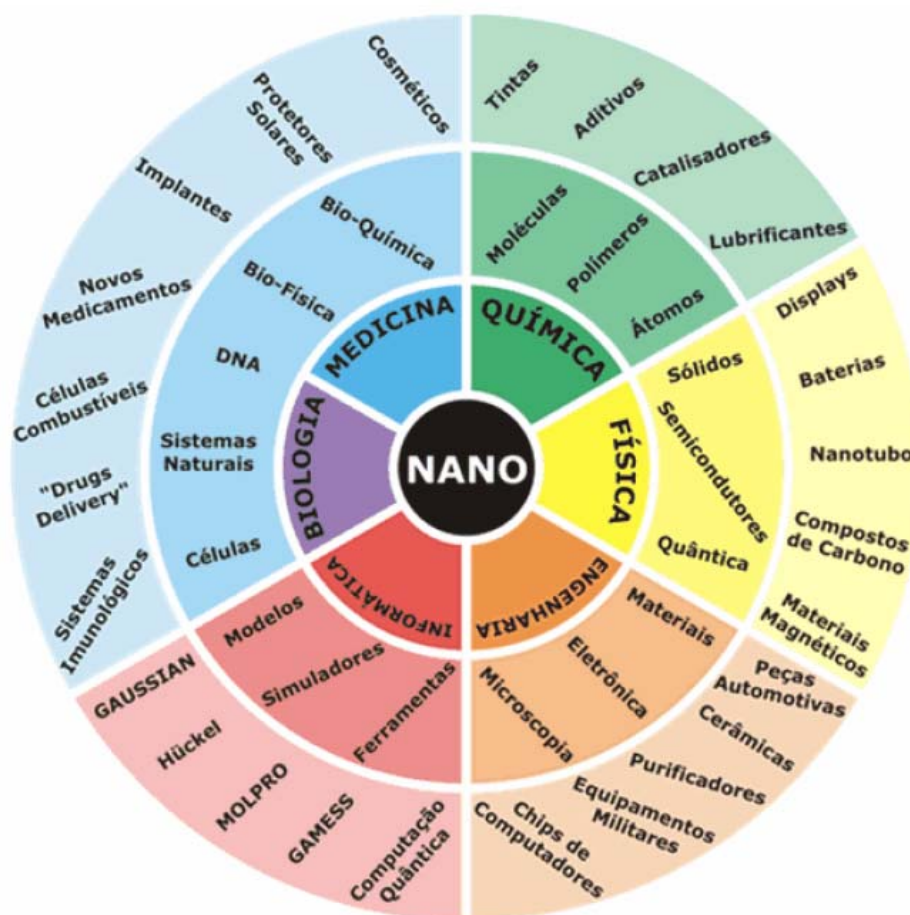 NANO
MEDICINA
QUÍMICA
FÍSICA
ENGENHARIA
INFORMÁTICA
BIOLOGIA
Bio-Química
Bio-Física
DNA
Sistemas
Naturais
Células
Moléculas
Polímeros
Átomos
Sólidos
Semicondutores
Quântica
Materiais
Eletrônica
Microscopia
Ferramentas
Simuladores
Modelos
Cosméticos
Protetores
Solares
Implantes
Novos
Medicamentos
Células
Combustíveis
"Drugs
Delivery"
Sistemas
Imunológicos
Tintas
Aditivos
Catalisadores
Lubrificantes
Displays
Baterias
Nanotubo
Compostos
de Carbono
Materiais
Magnéticos
Peças
Automotivas
Cerâmicas
Purificadores
Equipamentos
Militares
Chips de
Computadores
Computação
Quântica
GAMESS
MOLPRO
Hückel
GAUSSIAN